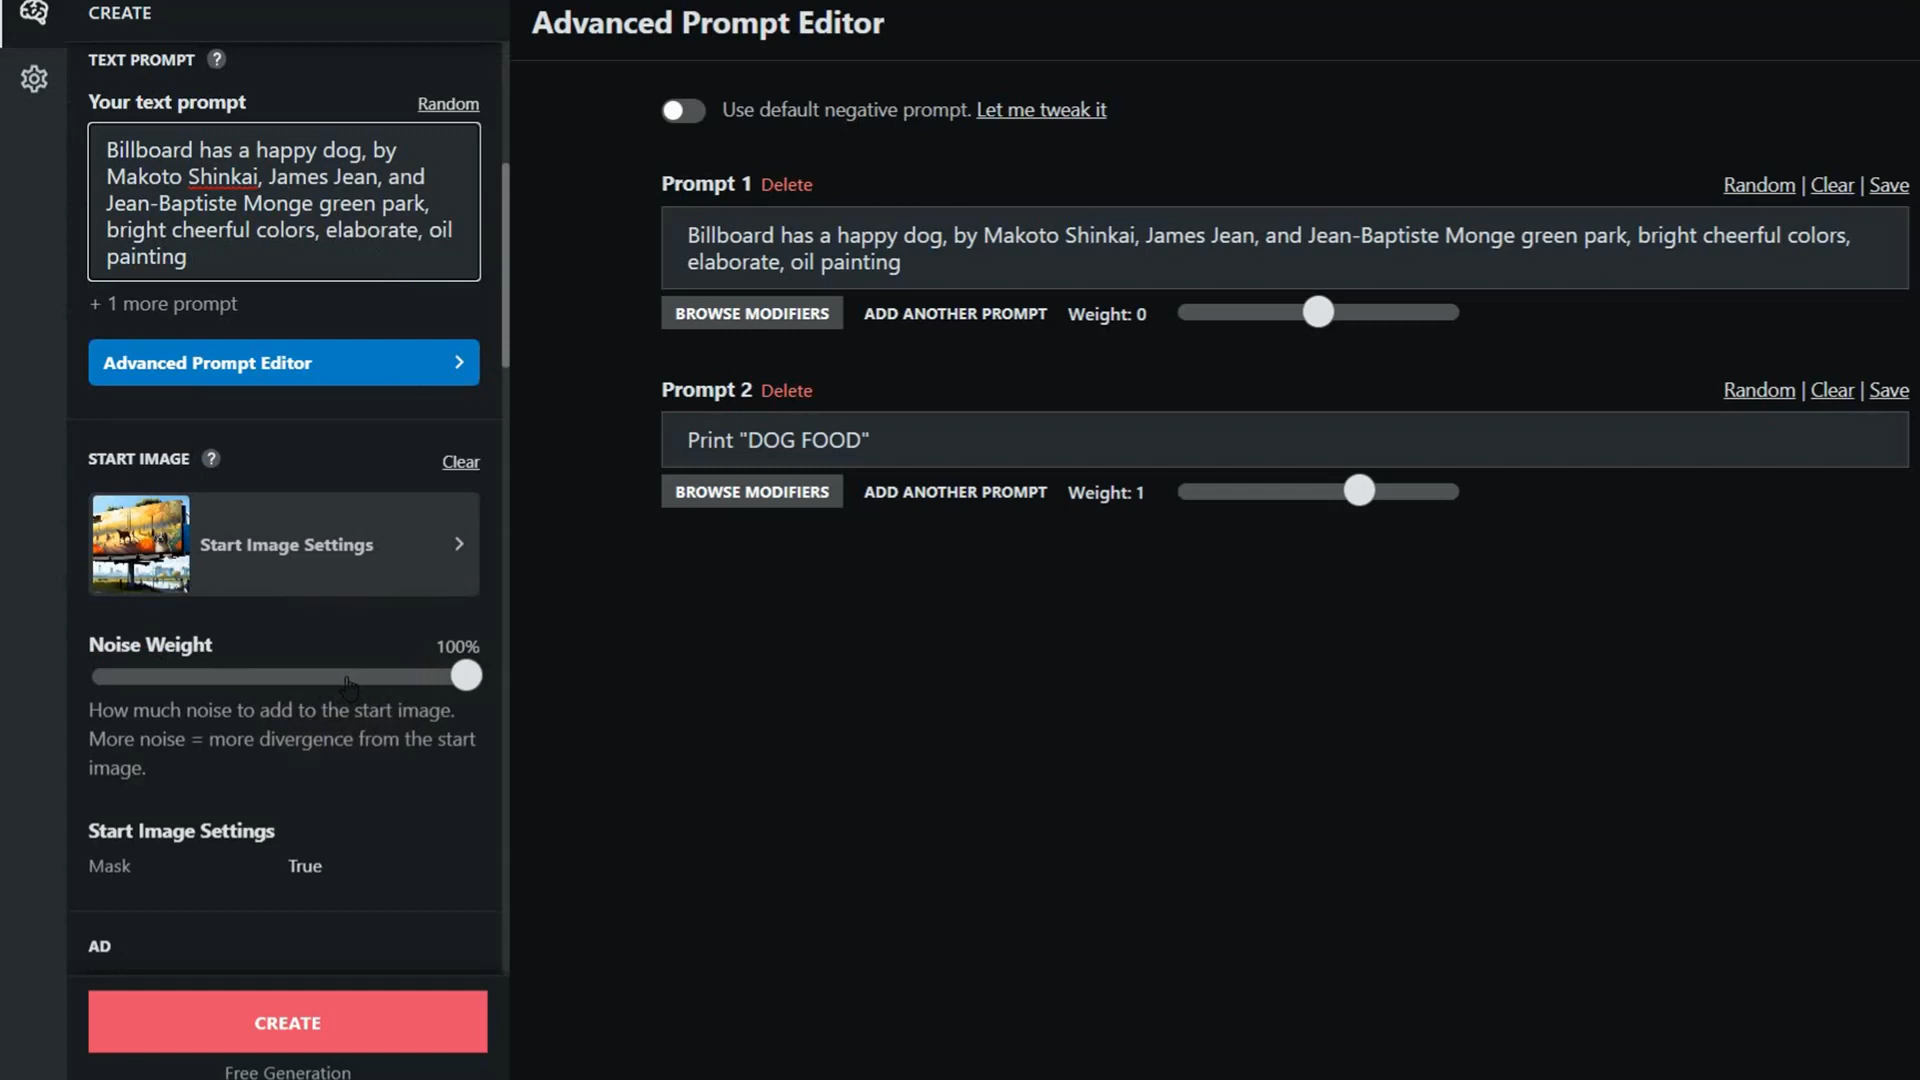 CREATE
TEXT PROMPT ?
Your text prompt Random
Billboard has a happy dog, by
Makoto Shinkai, James Jean, and
Jean-Baptiste Monge green park,
bright cheerful colors, elaborate, oil
painting
+ 1 more prompt
Advanced Prompt Editor
START IMAGE ? Clear
Start Image Settings
Noise Weight 100%
How much noise to add to the start image.
More noise = more divergence from the start
image.
Start Image Settings
Mask True
AD
CREATE
Free Generation
Advanced Prompt Editor
Use default negative prompt. Let me tweak it
Prompt 1 Delete Random | Clear | Save
Billboard has a happy dog, by Makoto Shinkai, James Jean, and Jean-Baptiste Monge green park, bright cheerful colors,
elaborate, oil painting
BROWSE MODIFIERS ADD ANOTHER PROMPT Weight: 0
Prompt 2 Delete Random | Clear | Save
Print "DOG FOOD"
BROWSE MODIFIERS ADD ANOTHER PROMPT Weight: 1